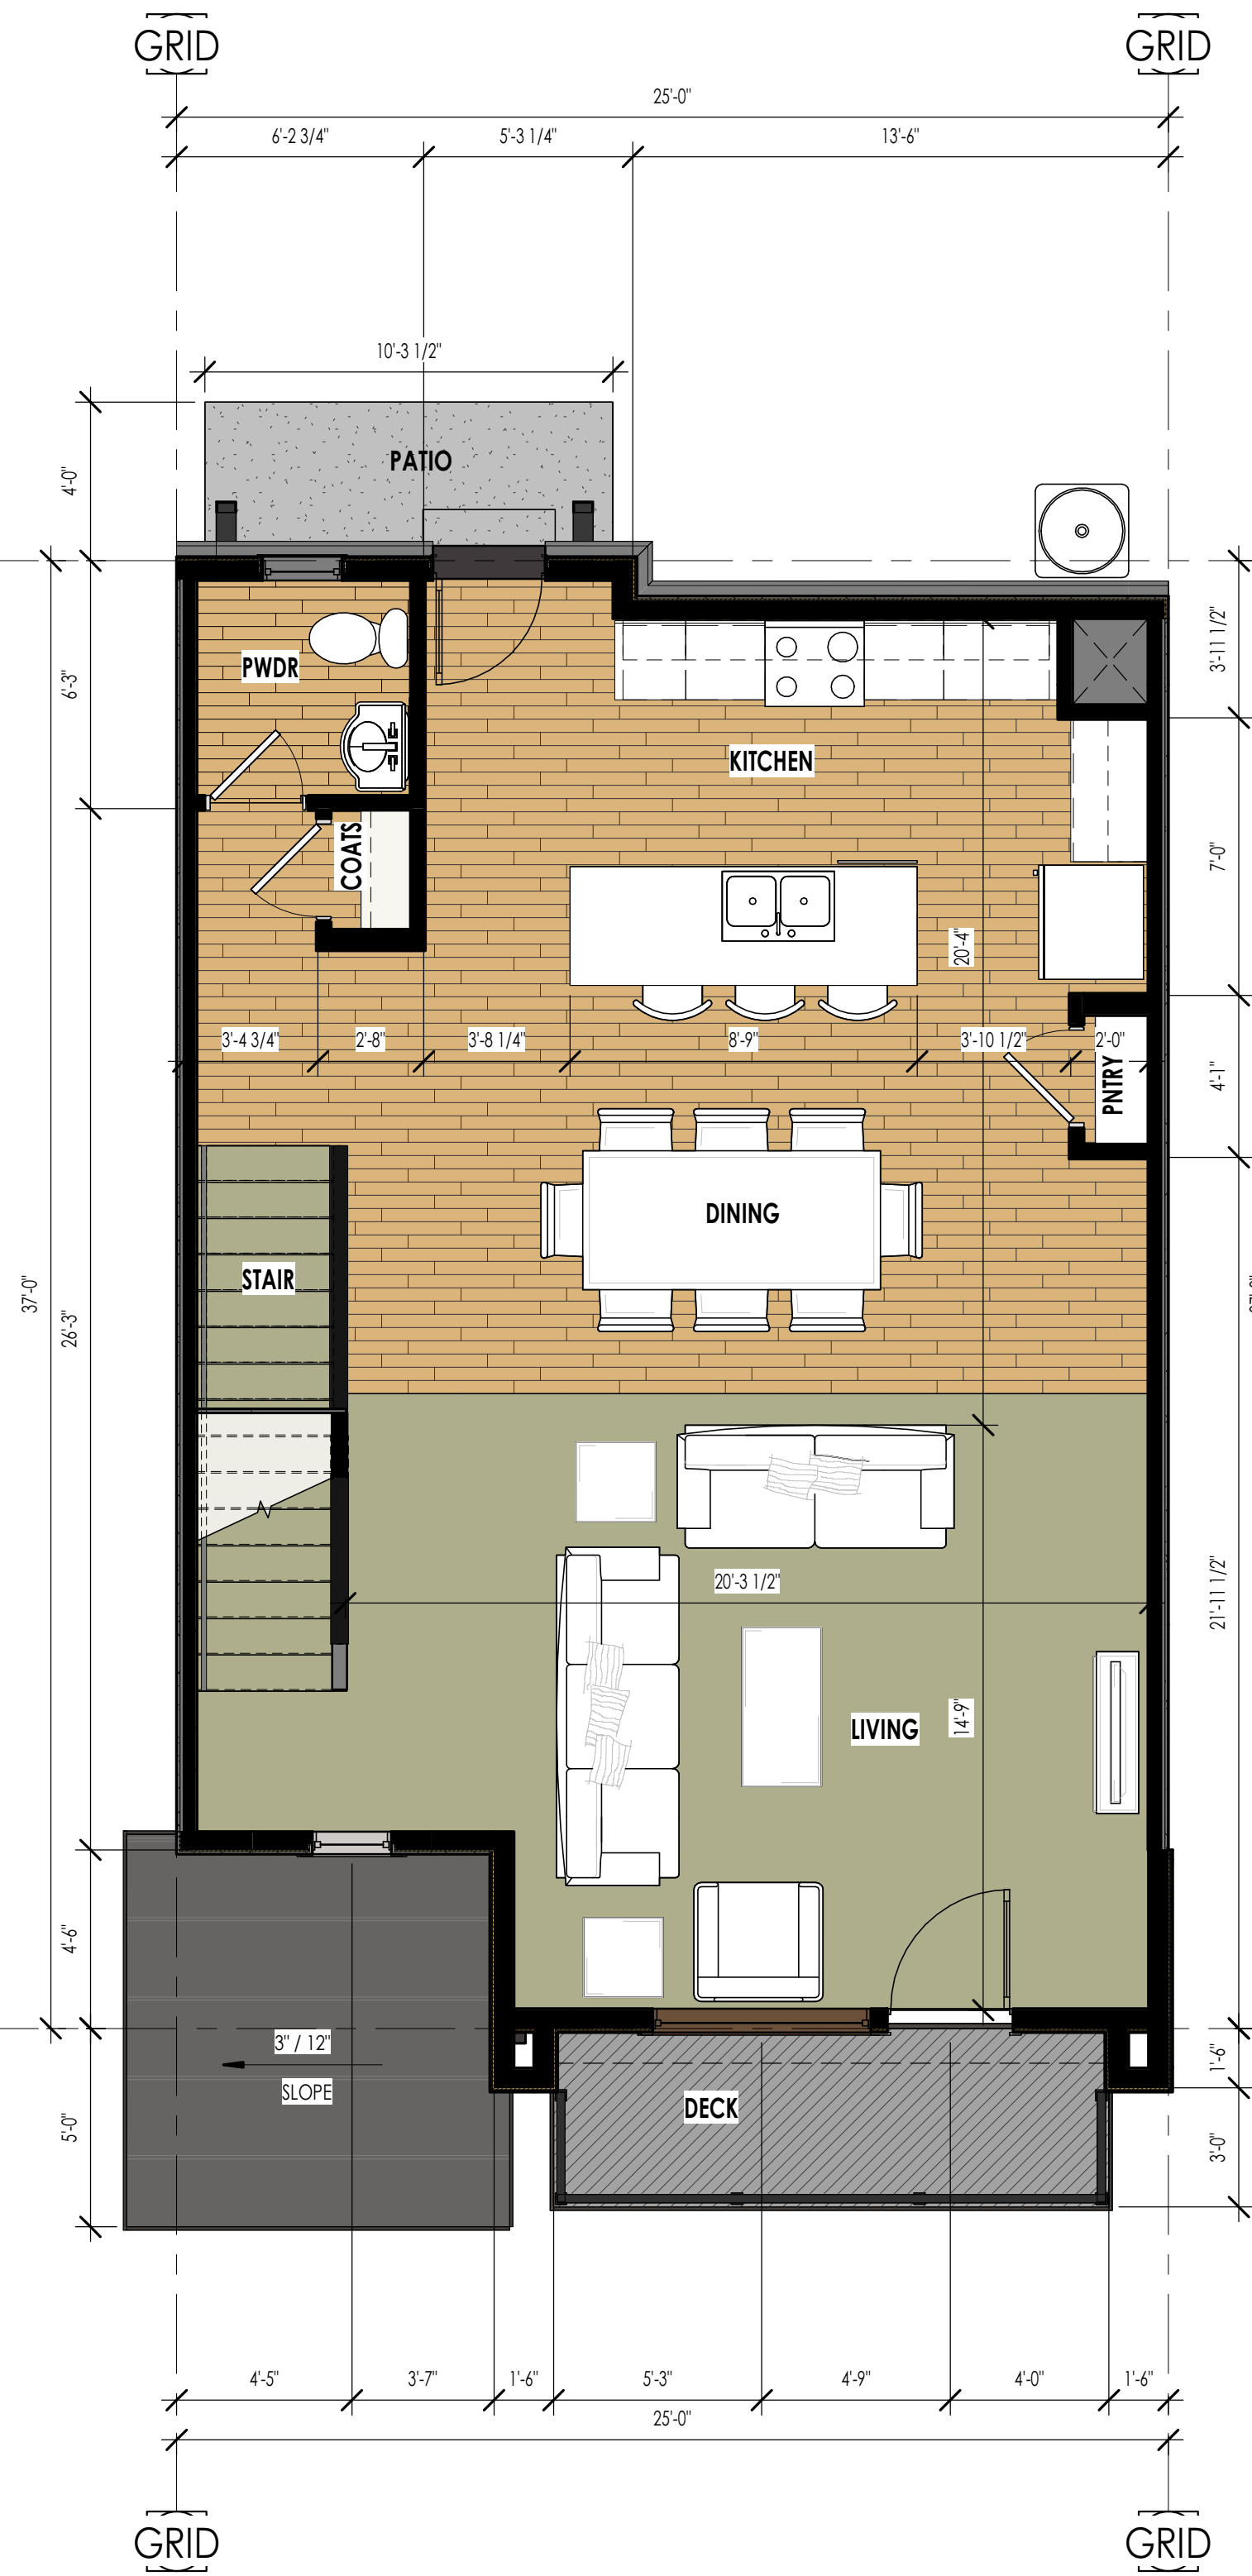 GRID GRID
25'-0"
6'-2 3/4" 5'-3 1/4" 13'-6"
10'-3 1/2"
PATIO
4'-0"
6'-3"
3'-11 1/2"
PWDR
KITCHEN
COATS
7'-0"
20'-4"
3'-4 3/4" 2'-8" 3'-8 1/4" 8'-9" 3'-10 1/2" 2'-0"
PNTRY
4'-1"
DINING
STAIR
37'-0"
26'-3"
20'-3 1/2"
21'-11 1/2"
LIVING
14'-9"
4'-6"
3" / 12"
SLOPE
DECK
1'-6"
5'-0"
3'-0"
4'-5" 3'-7" 1'-6" 5'-3" 4'-9" 4'-0" 1'-6"
25'-0"
GRID GRID